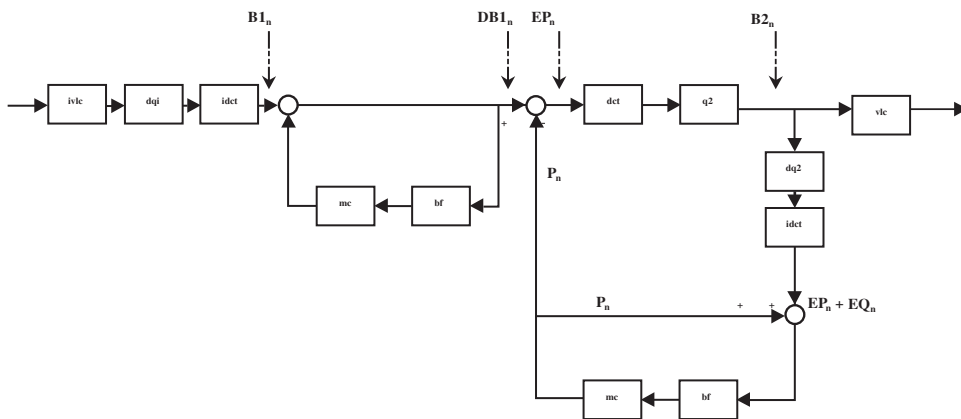 B1n DB1n EPn B2n
ivlc dqi idct dct q2 vlc
+ -
Pn
dq2
mc bf
idct
Pn + + EPn + EQn
mc bf